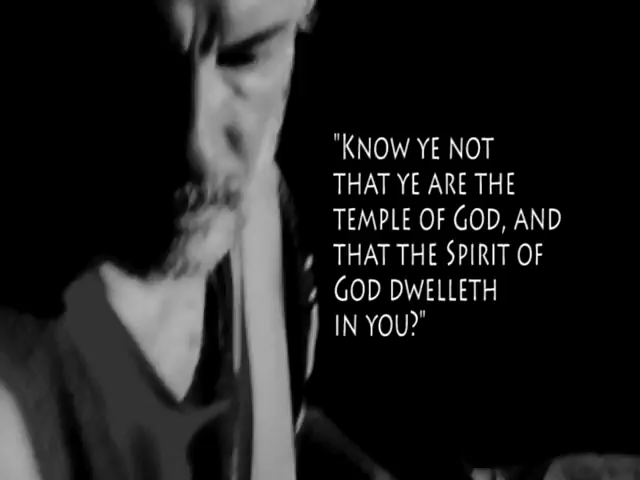 "Know ye not
that ye are the
temple of God, and
that the Spirit of
God dwelleth
in you?"